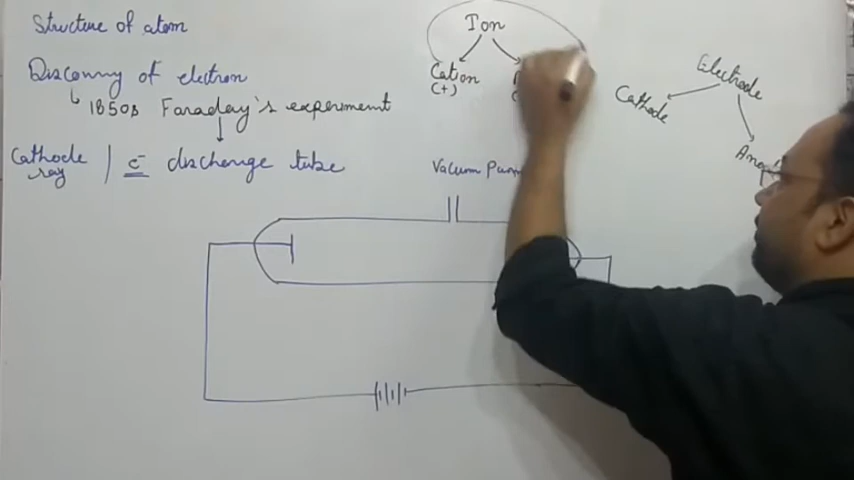 Structure of atom
Discovery of electron
1850s Faraday's experiment
Cathode ray | e⁻ discharge tube
Ion
Cation
(+)
Electrode
Cathode
Vacuum